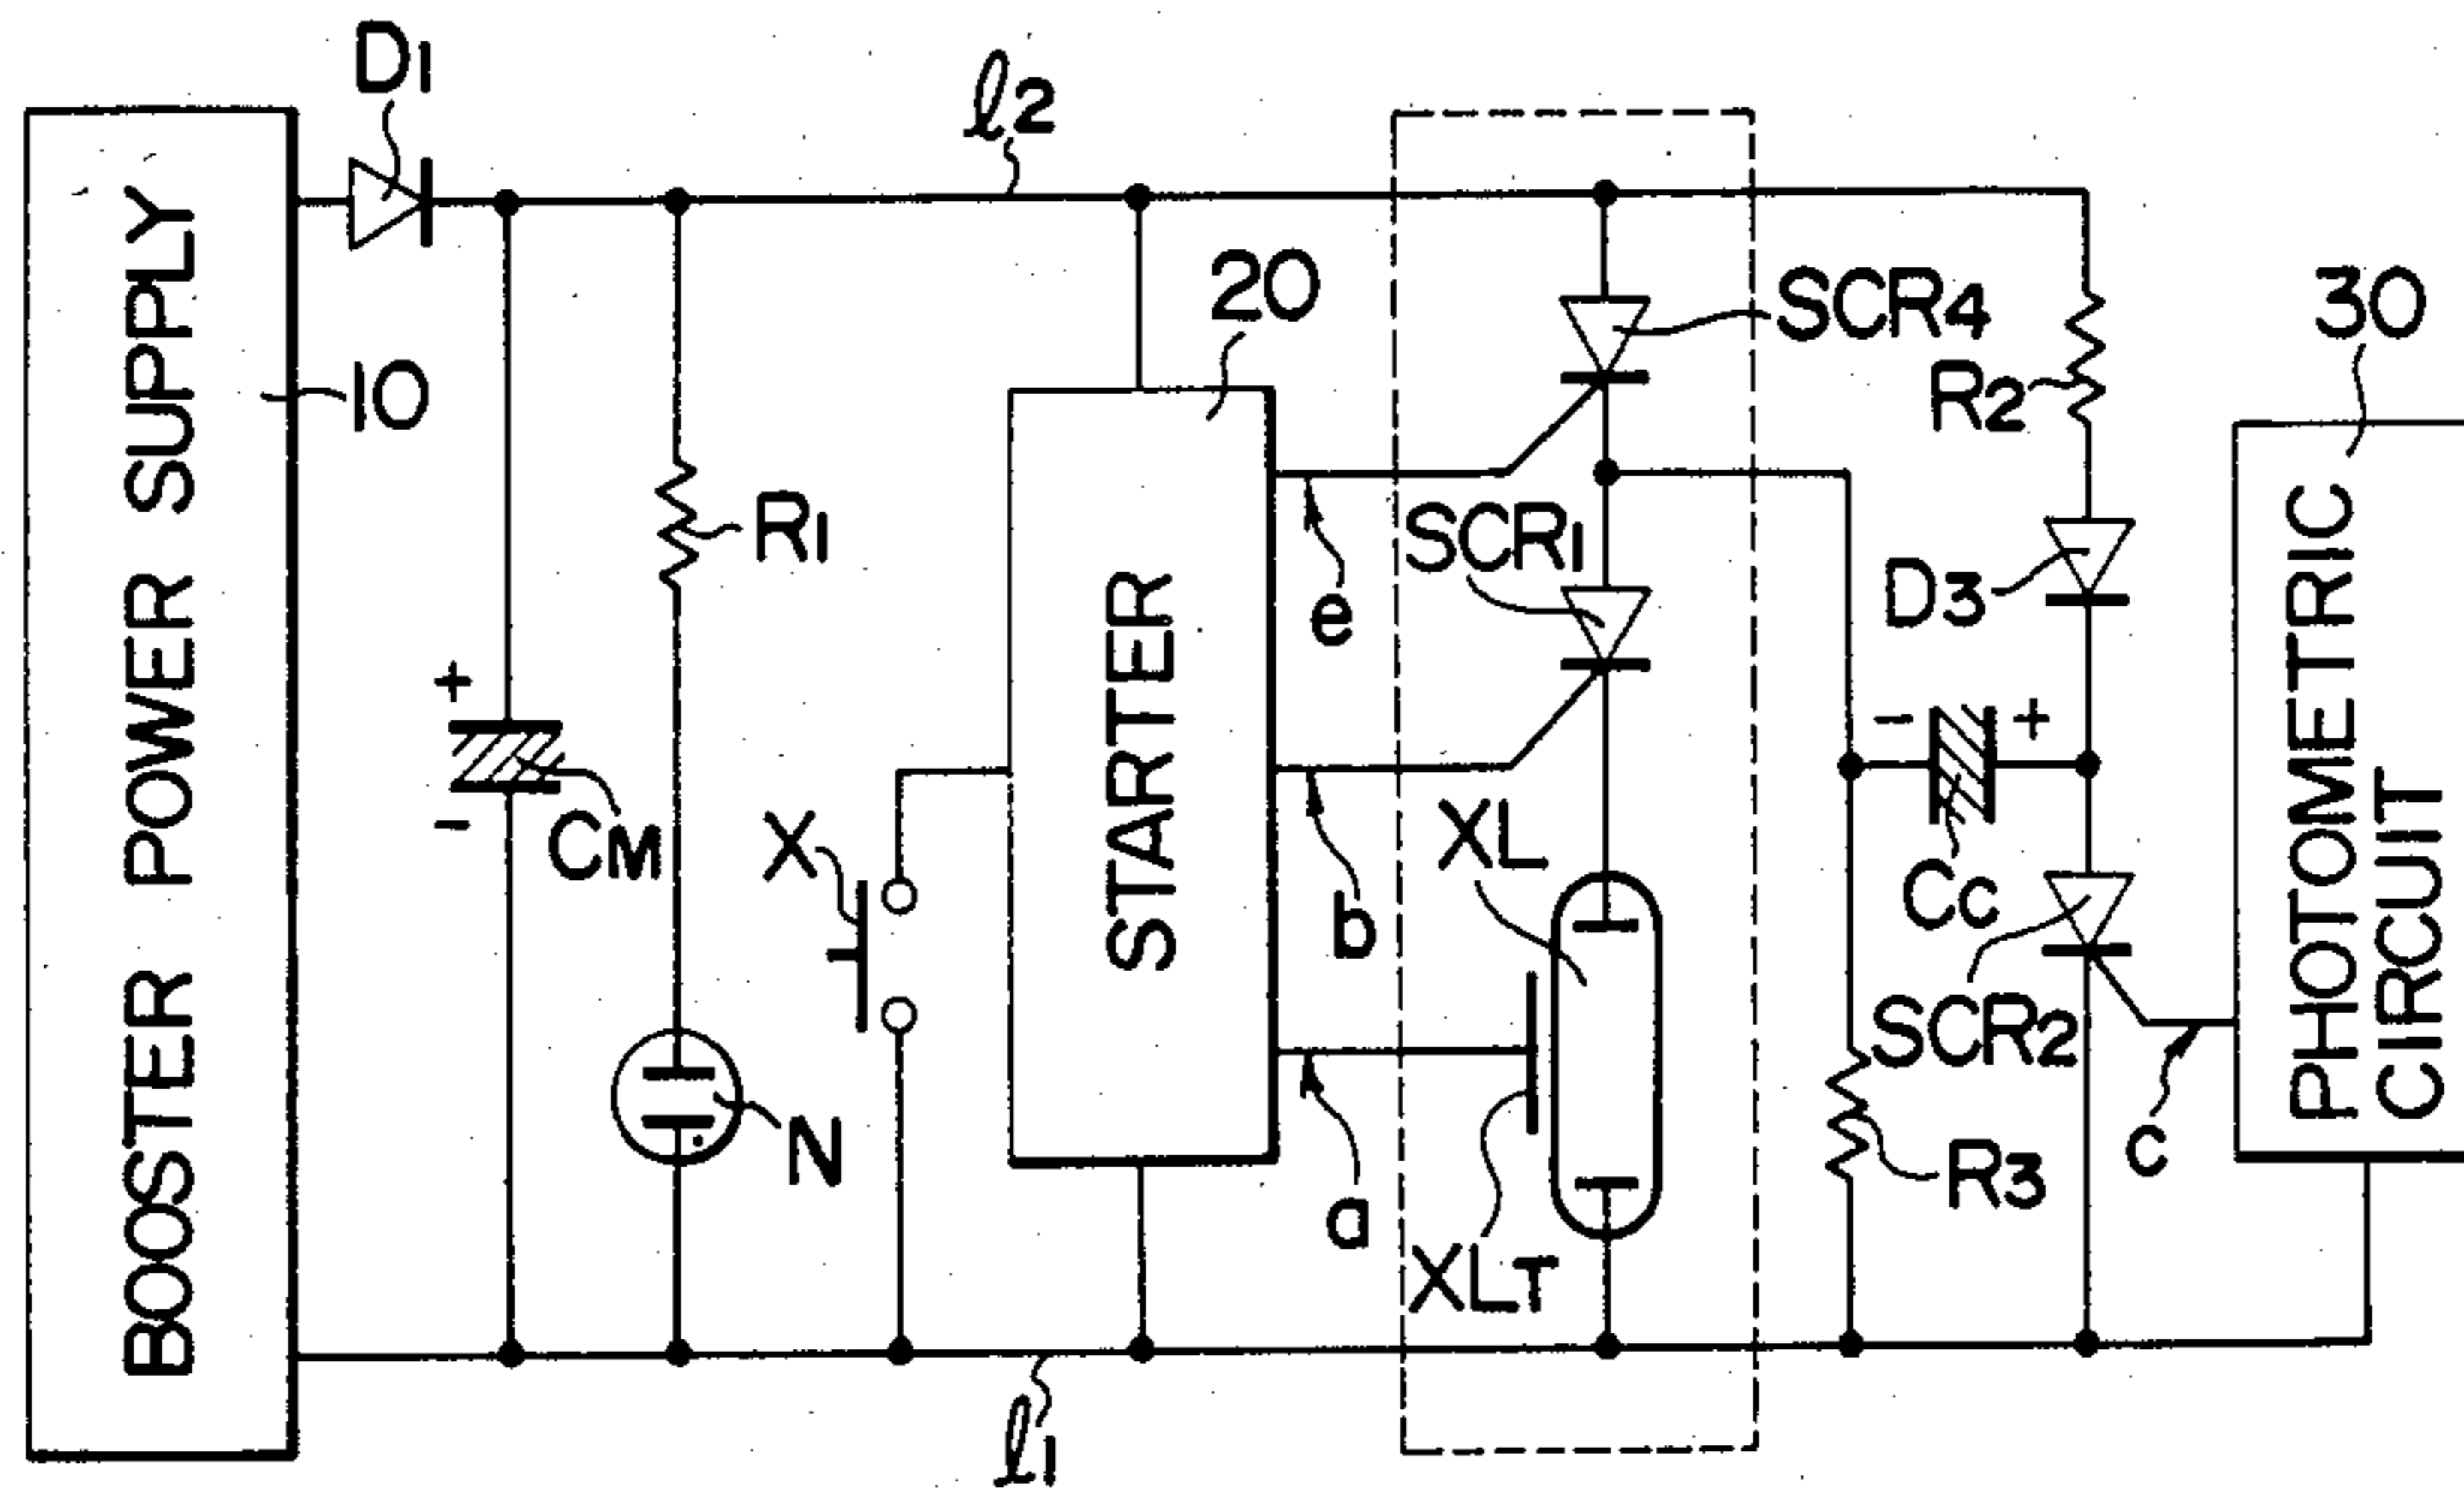 D1
l2
BOOSTER POWER SUPPLY
10
20
SCR4
30
R2
R1
STARTER
e
SCR1
D3
PHOTOMETRIC
CIRCUIT
+
-
CM
X
b
XL
-
+
CC
SCR2
N
a
XLT
R3
c
l1